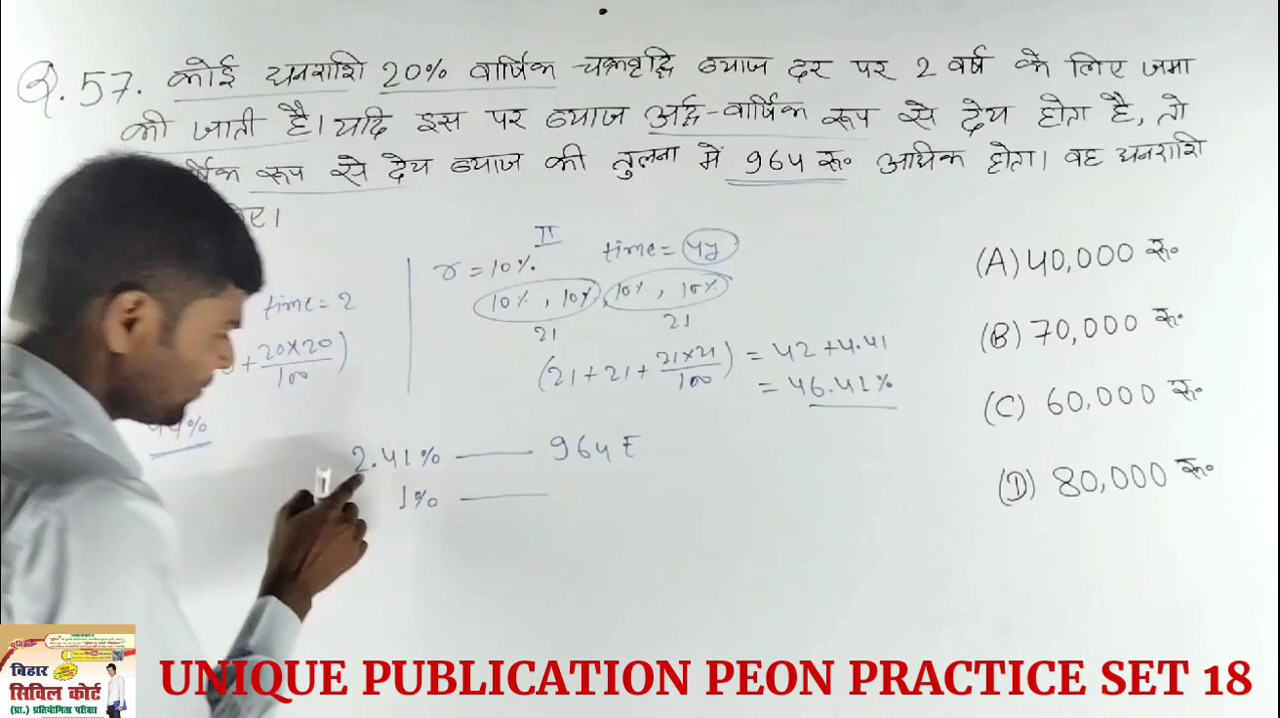 Q.57. कोई धनराशि 20% वार्षिक चक्रवृद्धि ब्याज दर पर 2 वर्ष के लिए जमा
की जाती है। यदि इस पर ब्याज अर्द्ध-वार्षिक रूप से देय होता है, तो
रूप से देय ब्याज की तुलना में 964 रू० अधिक होता। वह धनराशि
II
time = 2
r = 10%. time = 4y
10% , 10% , 10% , 10%
21 21
+ 20×20/100)
(21 + 21 + 21×21/100) = 42 + 4.41
= 46.41%
44%
2.41% —— 964 ₹
1% ——
(A) 40,000 रू०
(B) 70,000 रू०
(C) 60,000 रू०
(D) 80,000 रू०
बिहार
सिविल कोर्ट
(प्रा.) प्रतियोगिता परीक्षा
UNIQUE PUBLICATION PEON PRACTICE SET 18